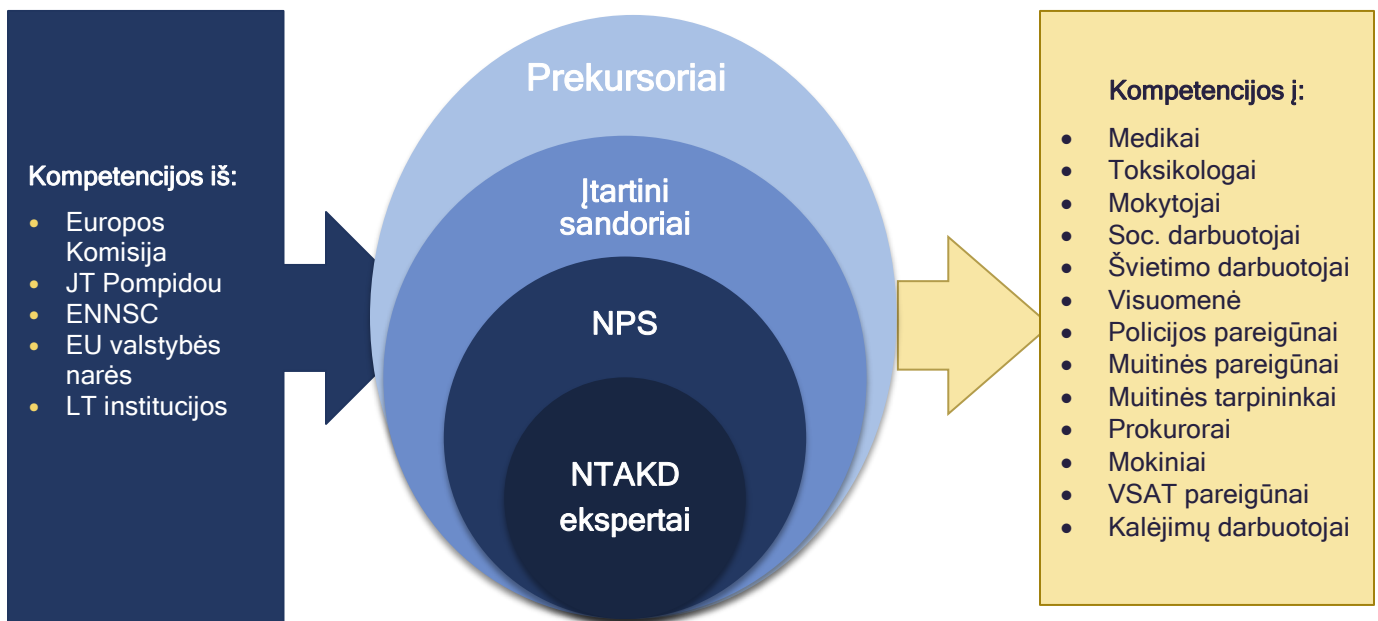 Kompetencijos iš:
Europos
Komisija
JT Pompidou
ENNSC
EU valstybės
narės
LT institucijos
Prekursoriai
Įtartini
sandoriai
NPS
NTAKD
ekspertai
Kompetencijos į:
Medikai
Toksikologai
Mokytojai
Soc. darbuotojai
Švietimo darbuotojai
Visuomenė
Policijos pareigūnai
Muitinės pareigūnai
Muitinės tarpininkai
Prokurorai
Mokiniai
VSAT pareigūnai
Kalėjimų darbuotojai